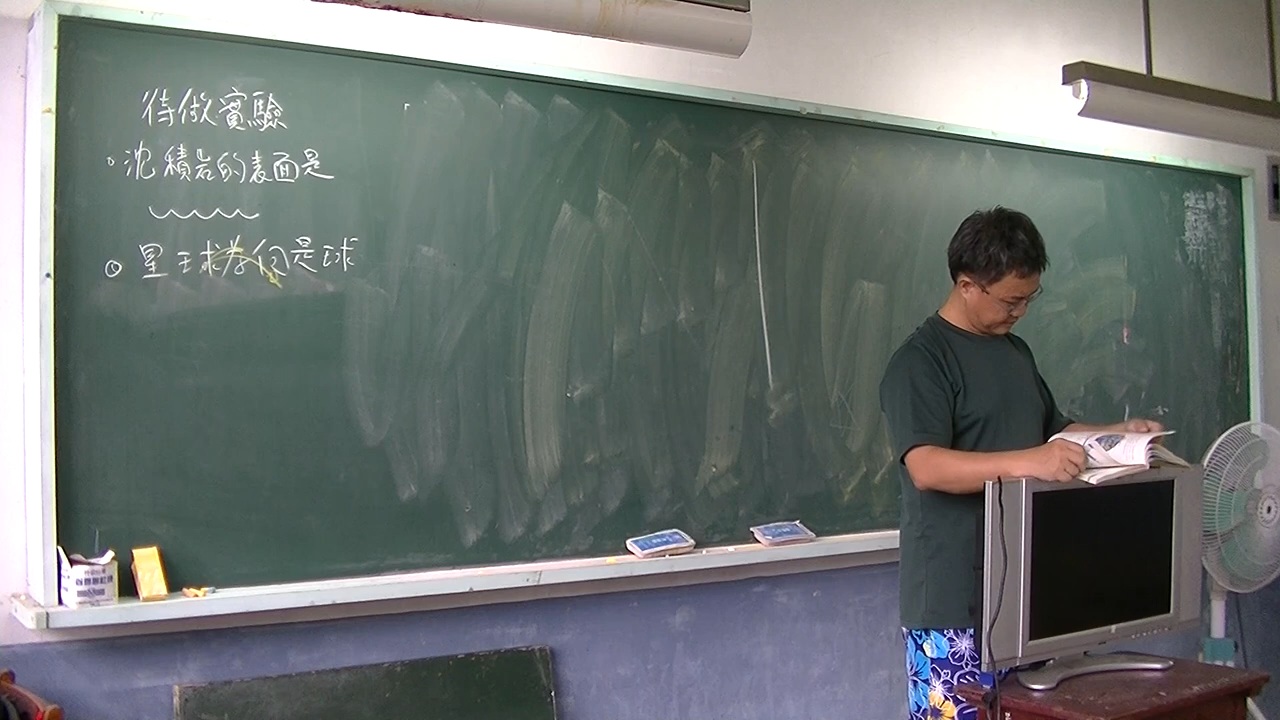 待做實驗
。沈積岩的表面是
。星球為何是球